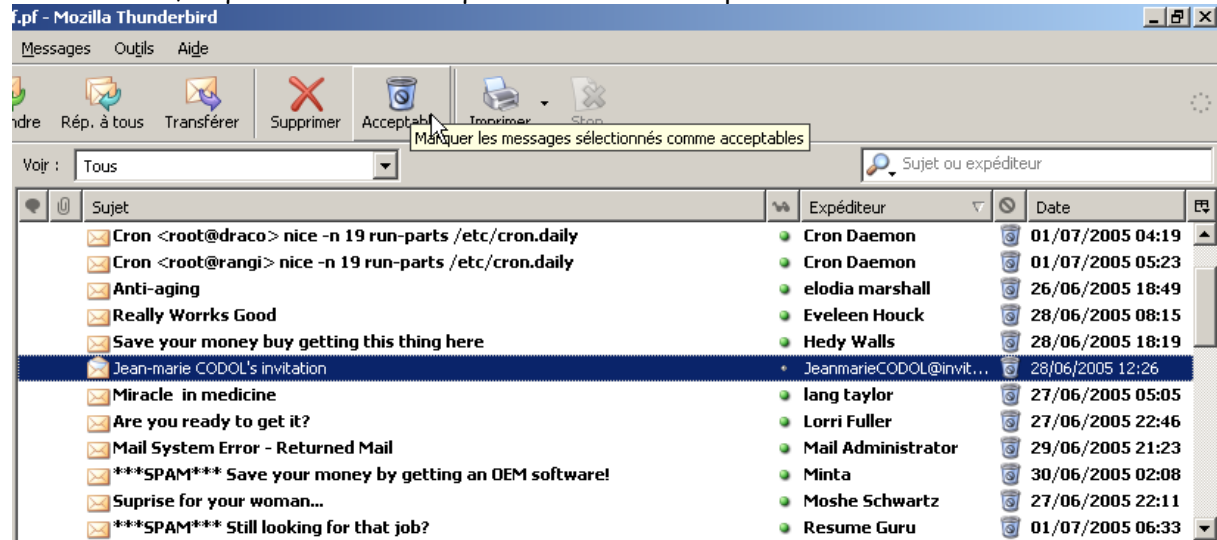 f.pf - Mozilla Thunderbird
Messages Outils Aide
ndre Rép. à tous Transférer Supprimer Acceptabl Imprimer Stop
Marquer les messages sélectionnés comme acceptables
Voir : Tous Sujet ou expéditeur
Sujet Expéditeur Date
Cron <root@draco> nice -n 19 run-parts /etc/cron.daily Cron Daemon 01/07/2005 04:19
Cron <root@rangi> nice -n 19 run-parts /etc/cron.daily Cron Daemon 01/07/2005 05:23
Anti-aging elodia marshall 26/06/2005 18:49
Really Worrks Good Eveleen Houck 28/06/2005 08:15
Save your money buy getting this thing here Hedy Walls 28/06/2005 18:19
Jean-marie CODOL's invitation JeanmarieCODOL@invit... 28/06/2005 12:26
Miracle in medicine lang taylor 27/06/2005 05:05
Are you ready to get it? Lorri Fuller 27/06/2005 22:46
Mail System Error - Returned Mail Mail Administrator 29/06/2005 21:23
***SPAM*** Save your money by getting an OEM software! Minta 30/06/2005 02:08
Suprise for your woman... Moshe Schwartz 27/06/2005 22:11
***SPAM*** Still looking for that job? Resume Guru 01/07/2005 06:33